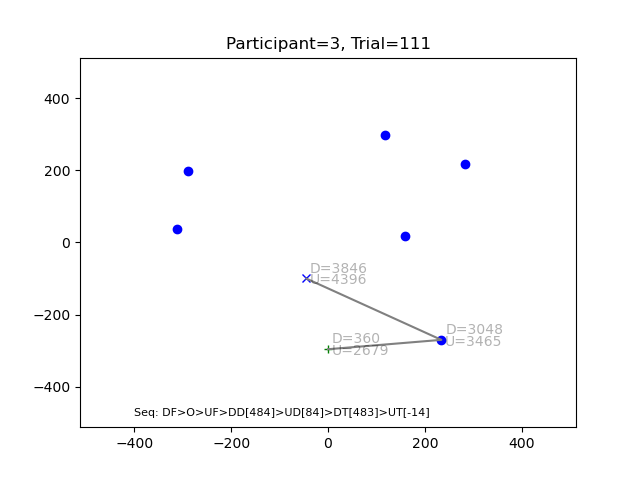 Participant=3, Trial=111
400
200
0
−200
−400
D=3846
U=4396
D=3048
U=3465
D=360
U=2679
Seq: DF>O>UF>DD[484]>UD[84]>DT[483]>UT[-14]
−400
−200
0
200
400